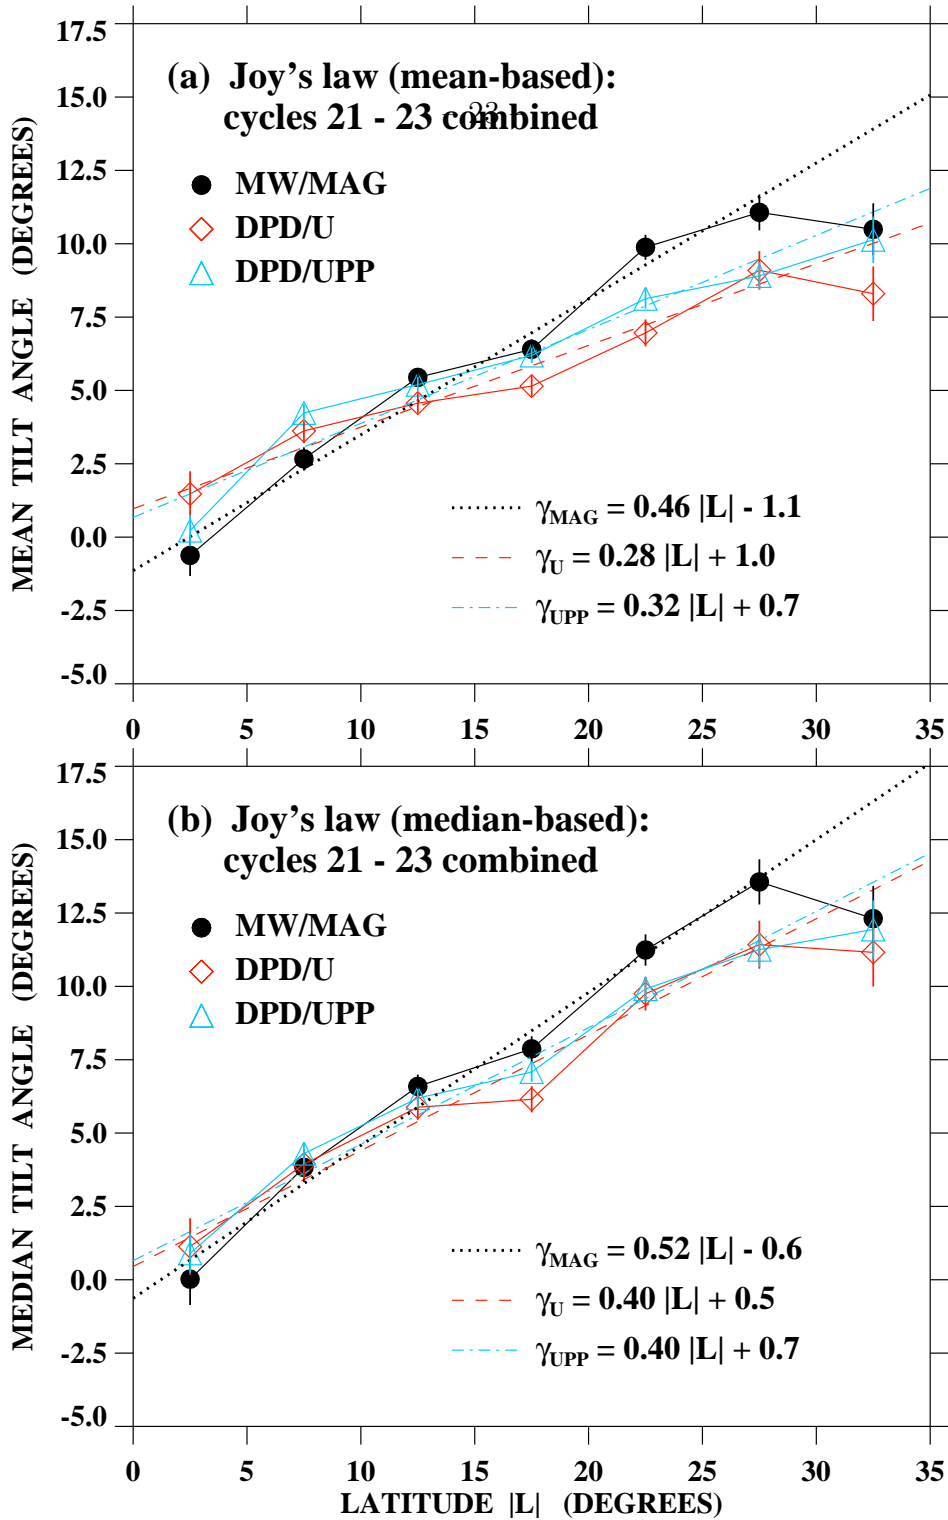 17.5
15.0
12.5
10.0
7.5
5.0
2.5
0.0
-2.5
-5.0
MEAN TILT ANGLE (DEGREES)
(a) Joy's law (mean-based):
cycles 21 - 23 combined
23
MW/MAG
DPD/U
DPD/UPP
γMAG = 0.46 |L| - 1.1
γU = 0.28 |L| + 1.0
γUPP = 0.32 |L| + 0.7
0 5 10 15 20 25 30 35
17.5
15.0
12.5
10.0
7.5
5.0
2.5
0.0
-2.5
-5.0
MEDIAN TILT ANGLE (DEGREES)
(b) Joy's law (median-based):
cycles 21 - 23 combined
MW/MAG
DPD/U
DPD/UPP
γMAG = 0.52 |L| - 0.6
γU = 0.40 |L| + 0.5
γUPP = 0.40 |L| + 0.7
0 5 10 15 20 25 30 35
LATITUDE |L| (DEGREES)